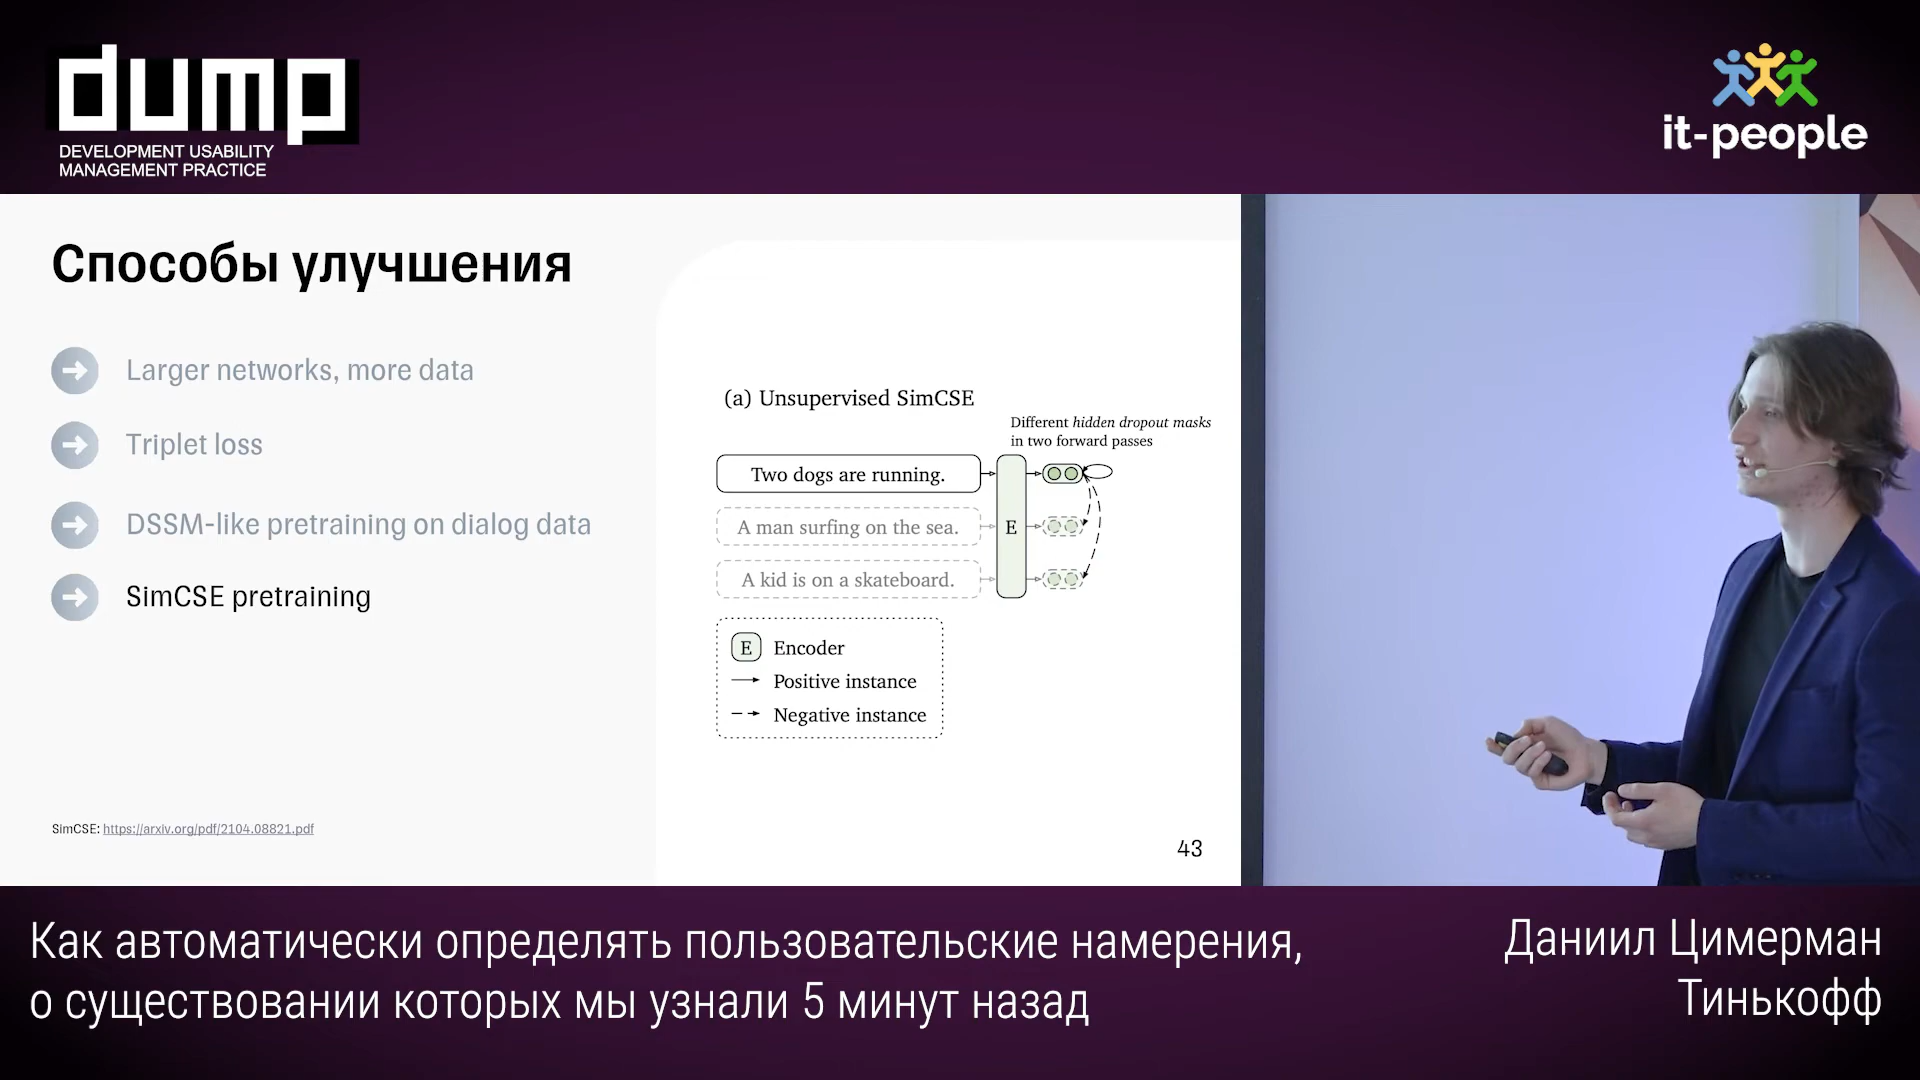 dump
DEVELOPMENT USABILITY
MANAGEMENT PRACTICE
it-people
Способы улучшения
Larger networks, more data
Triplet loss
DSSM-like pretraining on dialog data
SimCSE pretraining
SimCSE: https://arxiv.org/pdf/2104.08821.pdf
(a) Unsupervised SimCSE
Different hidden dropout masks
in two forward passes
Two dogs are running.
A man surfing on the sea.
A kid is on a skateboard.
E
E Encoder
Positive instance
Negative instance
43
Как автоматически определять пользовательские намерения,
о существовании которых мы узнали 5 минут назад
Даниил Цимерман
Тинькофф